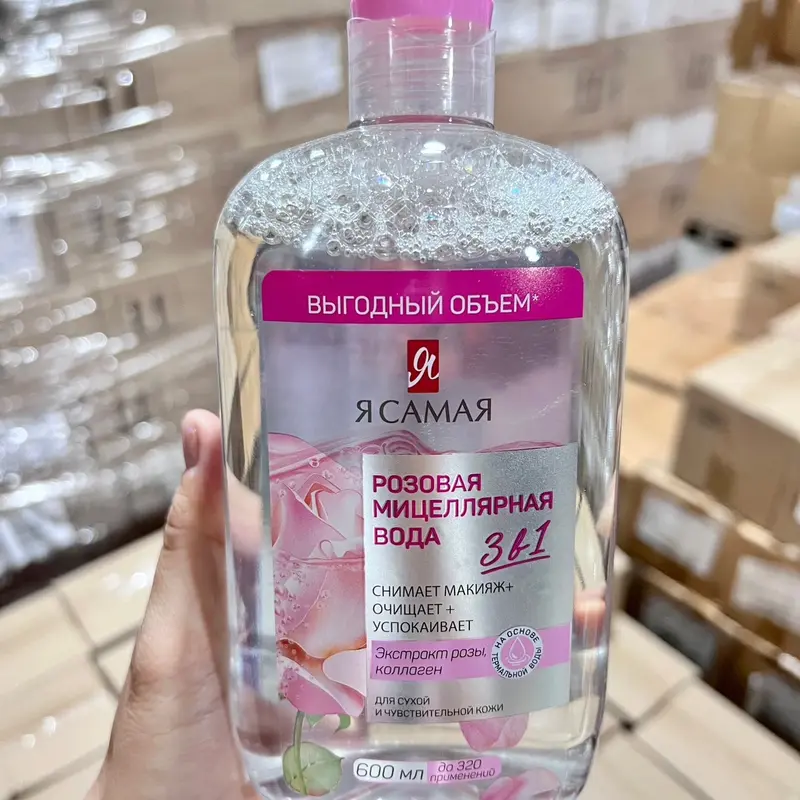 ВЫГОДНЫЙ ОБЪЕМ*
Я
Я САМАЯ
РОЗОВАЯ
МИЦЕЛЛЯРНАЯ
ВОДА
3в1
СНИМАЕТ МАКИЯЖ+
ОЧИЩАЕТ +
УСПОКАИВАЕТ
Экстракт розы,
коллаген
НА ОСНОВЕ
ТЕРМАЛЬНОЙ ВОДЫ
ДЛЯ СУХОЙ
И ЧУВСТВИТЕЛЬНОЙ КОЖИ
600 мл
до 320
применений